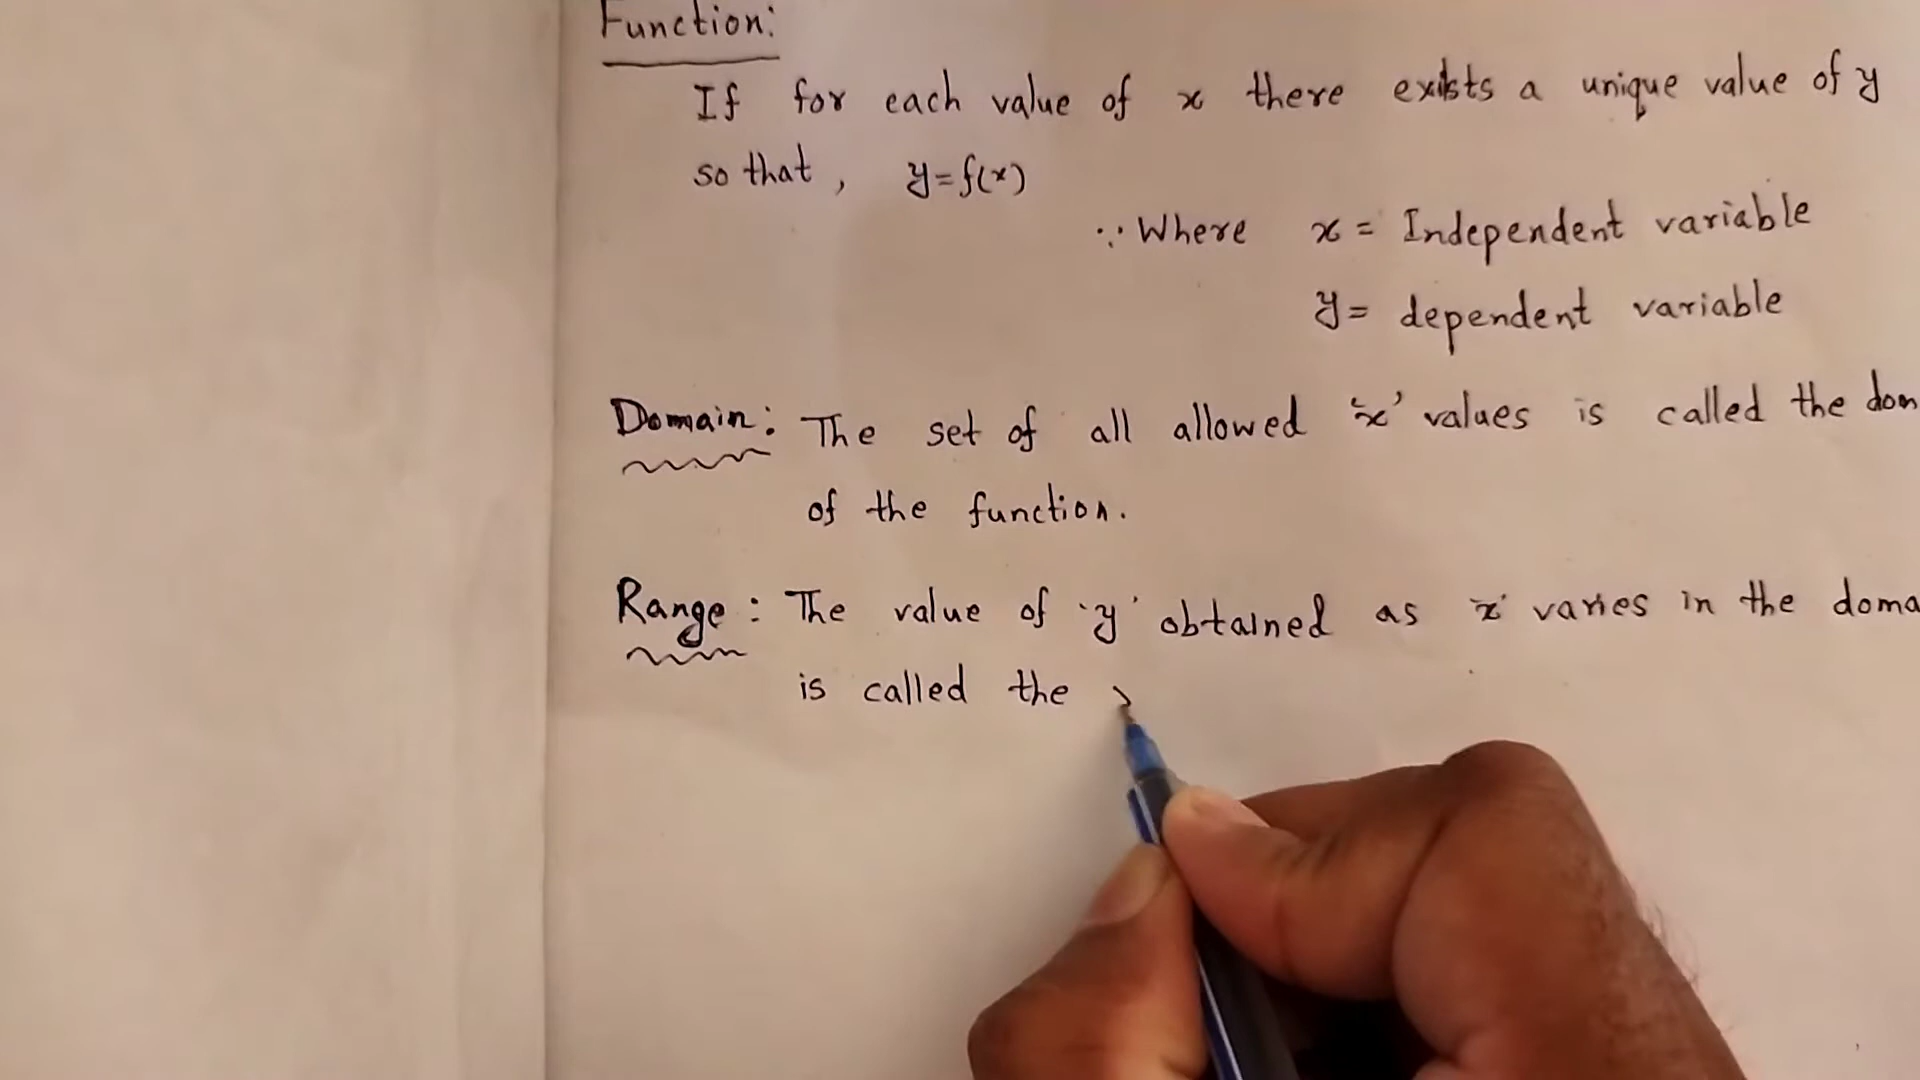 Function:
If for each value of x there exists a unique value of y
so that, y=f(x)
∵ Where x = Independent variable
y = dependent variable
Domain: The set of all allowed 'x' values is called the dom
of the function.
Range: The value of 'y' obtained as 'x' varies in the doma
is called the